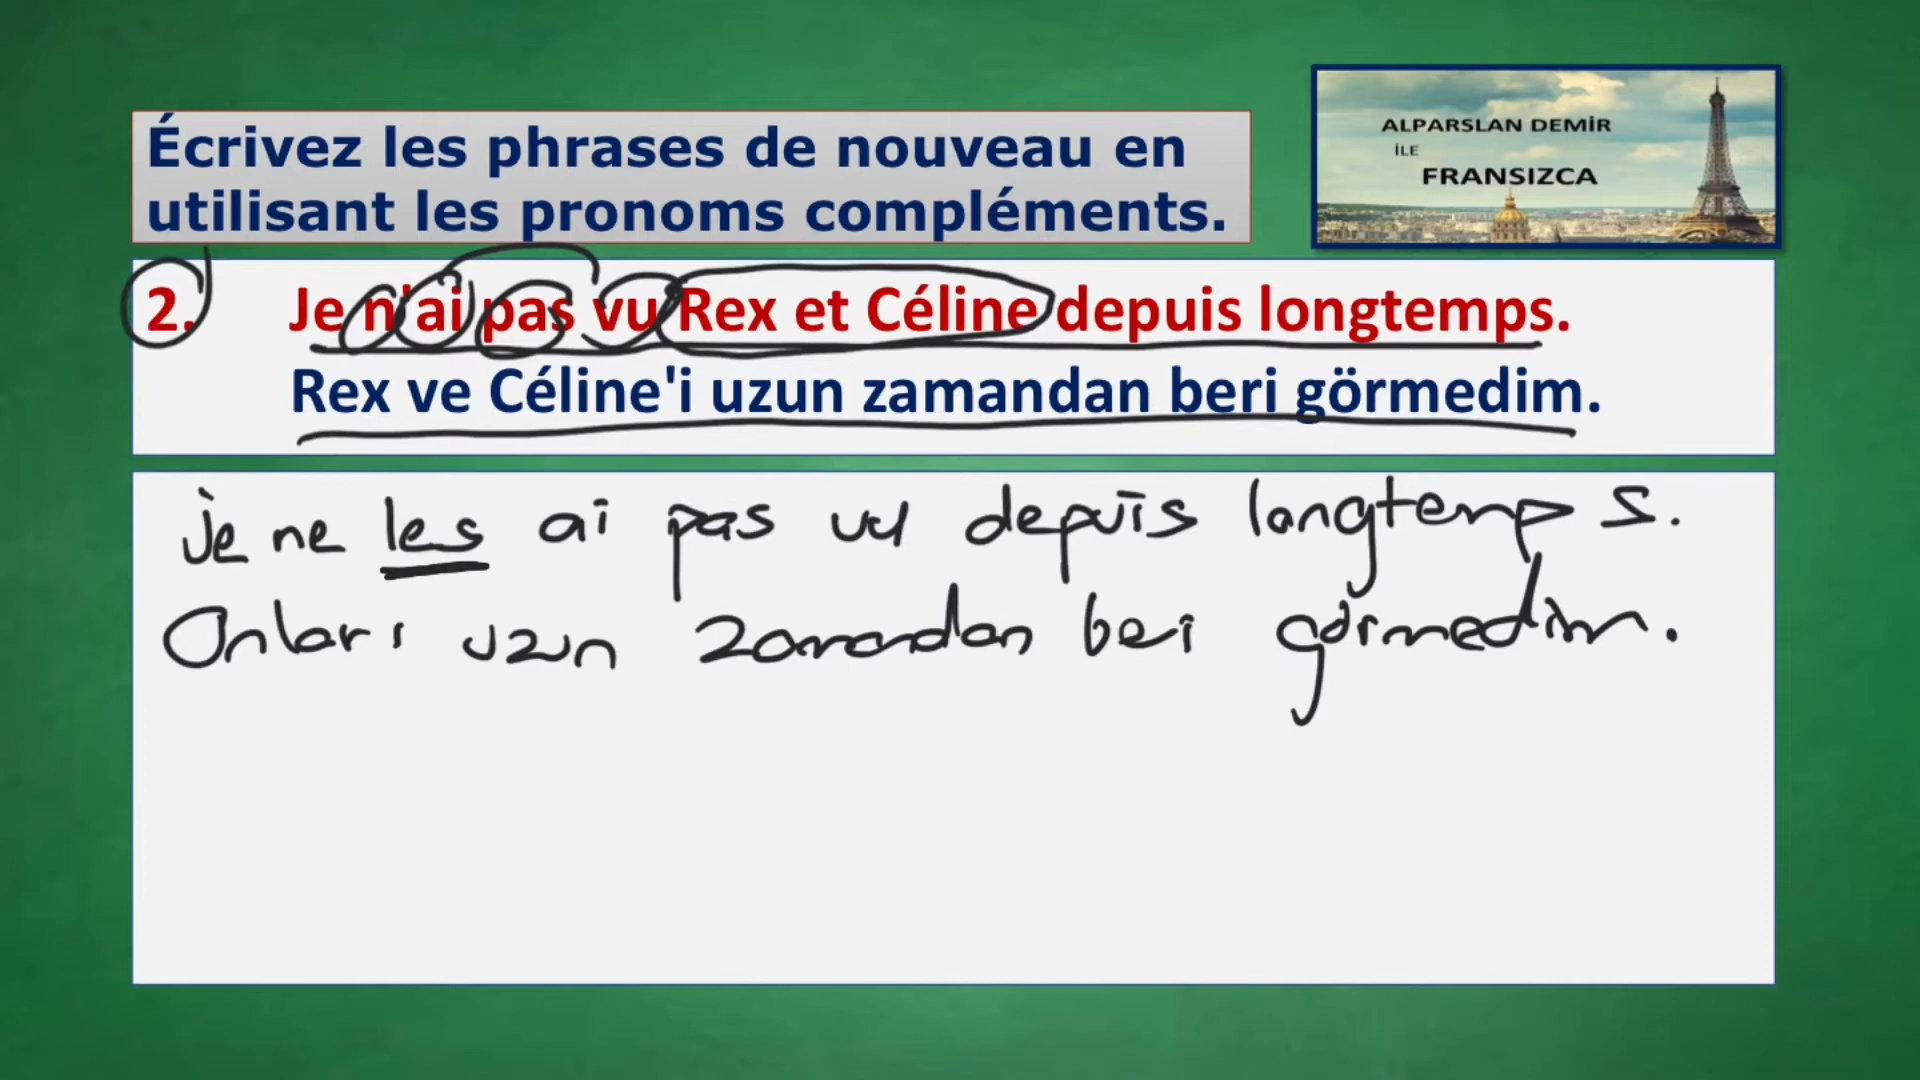 Écrivez les phrases de nouveau en
utilisant les pronoms compléments.
ALPARSLAN DEMİR
İLE
FRANSIZCA
2. Je n'ai pas vu Rex et Céline depuis longtemps.
Rex ve Céline'i uzun zamandan beri görmedim.
je ne les ai pas vu depuis longtemps.
Onları uzun zamandan beri görmedim.